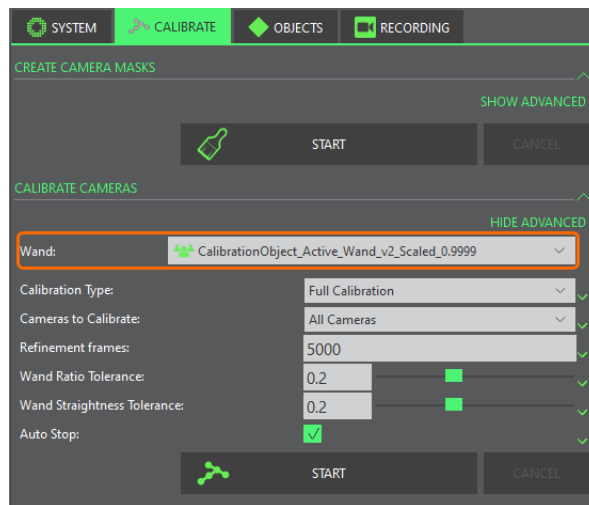 SYSTEM CALIBRATE OBJECTS RECORDING
CREATE CAMERA MASKS
SHOW ADVANCED
START CANCEL
CALIBRATE CAMERAS
HIDE ADVANCED
Wand: CalibrationObject_Active_Wand_v2_Scaled_0.9999
Calibration Type: Full Calibration
Cameras to Calibrate: All Cameras
Refinement frames: 5000
Wand Ratio Tolerance: 0.2
Wand Straightness Tolerance: 0.2
Auto Stop:
START CANCEL